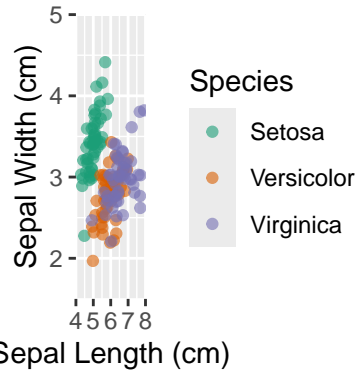 5
4
3
2
Sepal Width (cm)
4 5 6 7 8
Sepal Length (cm)
Species
Setosa
Versicolor
Virginica